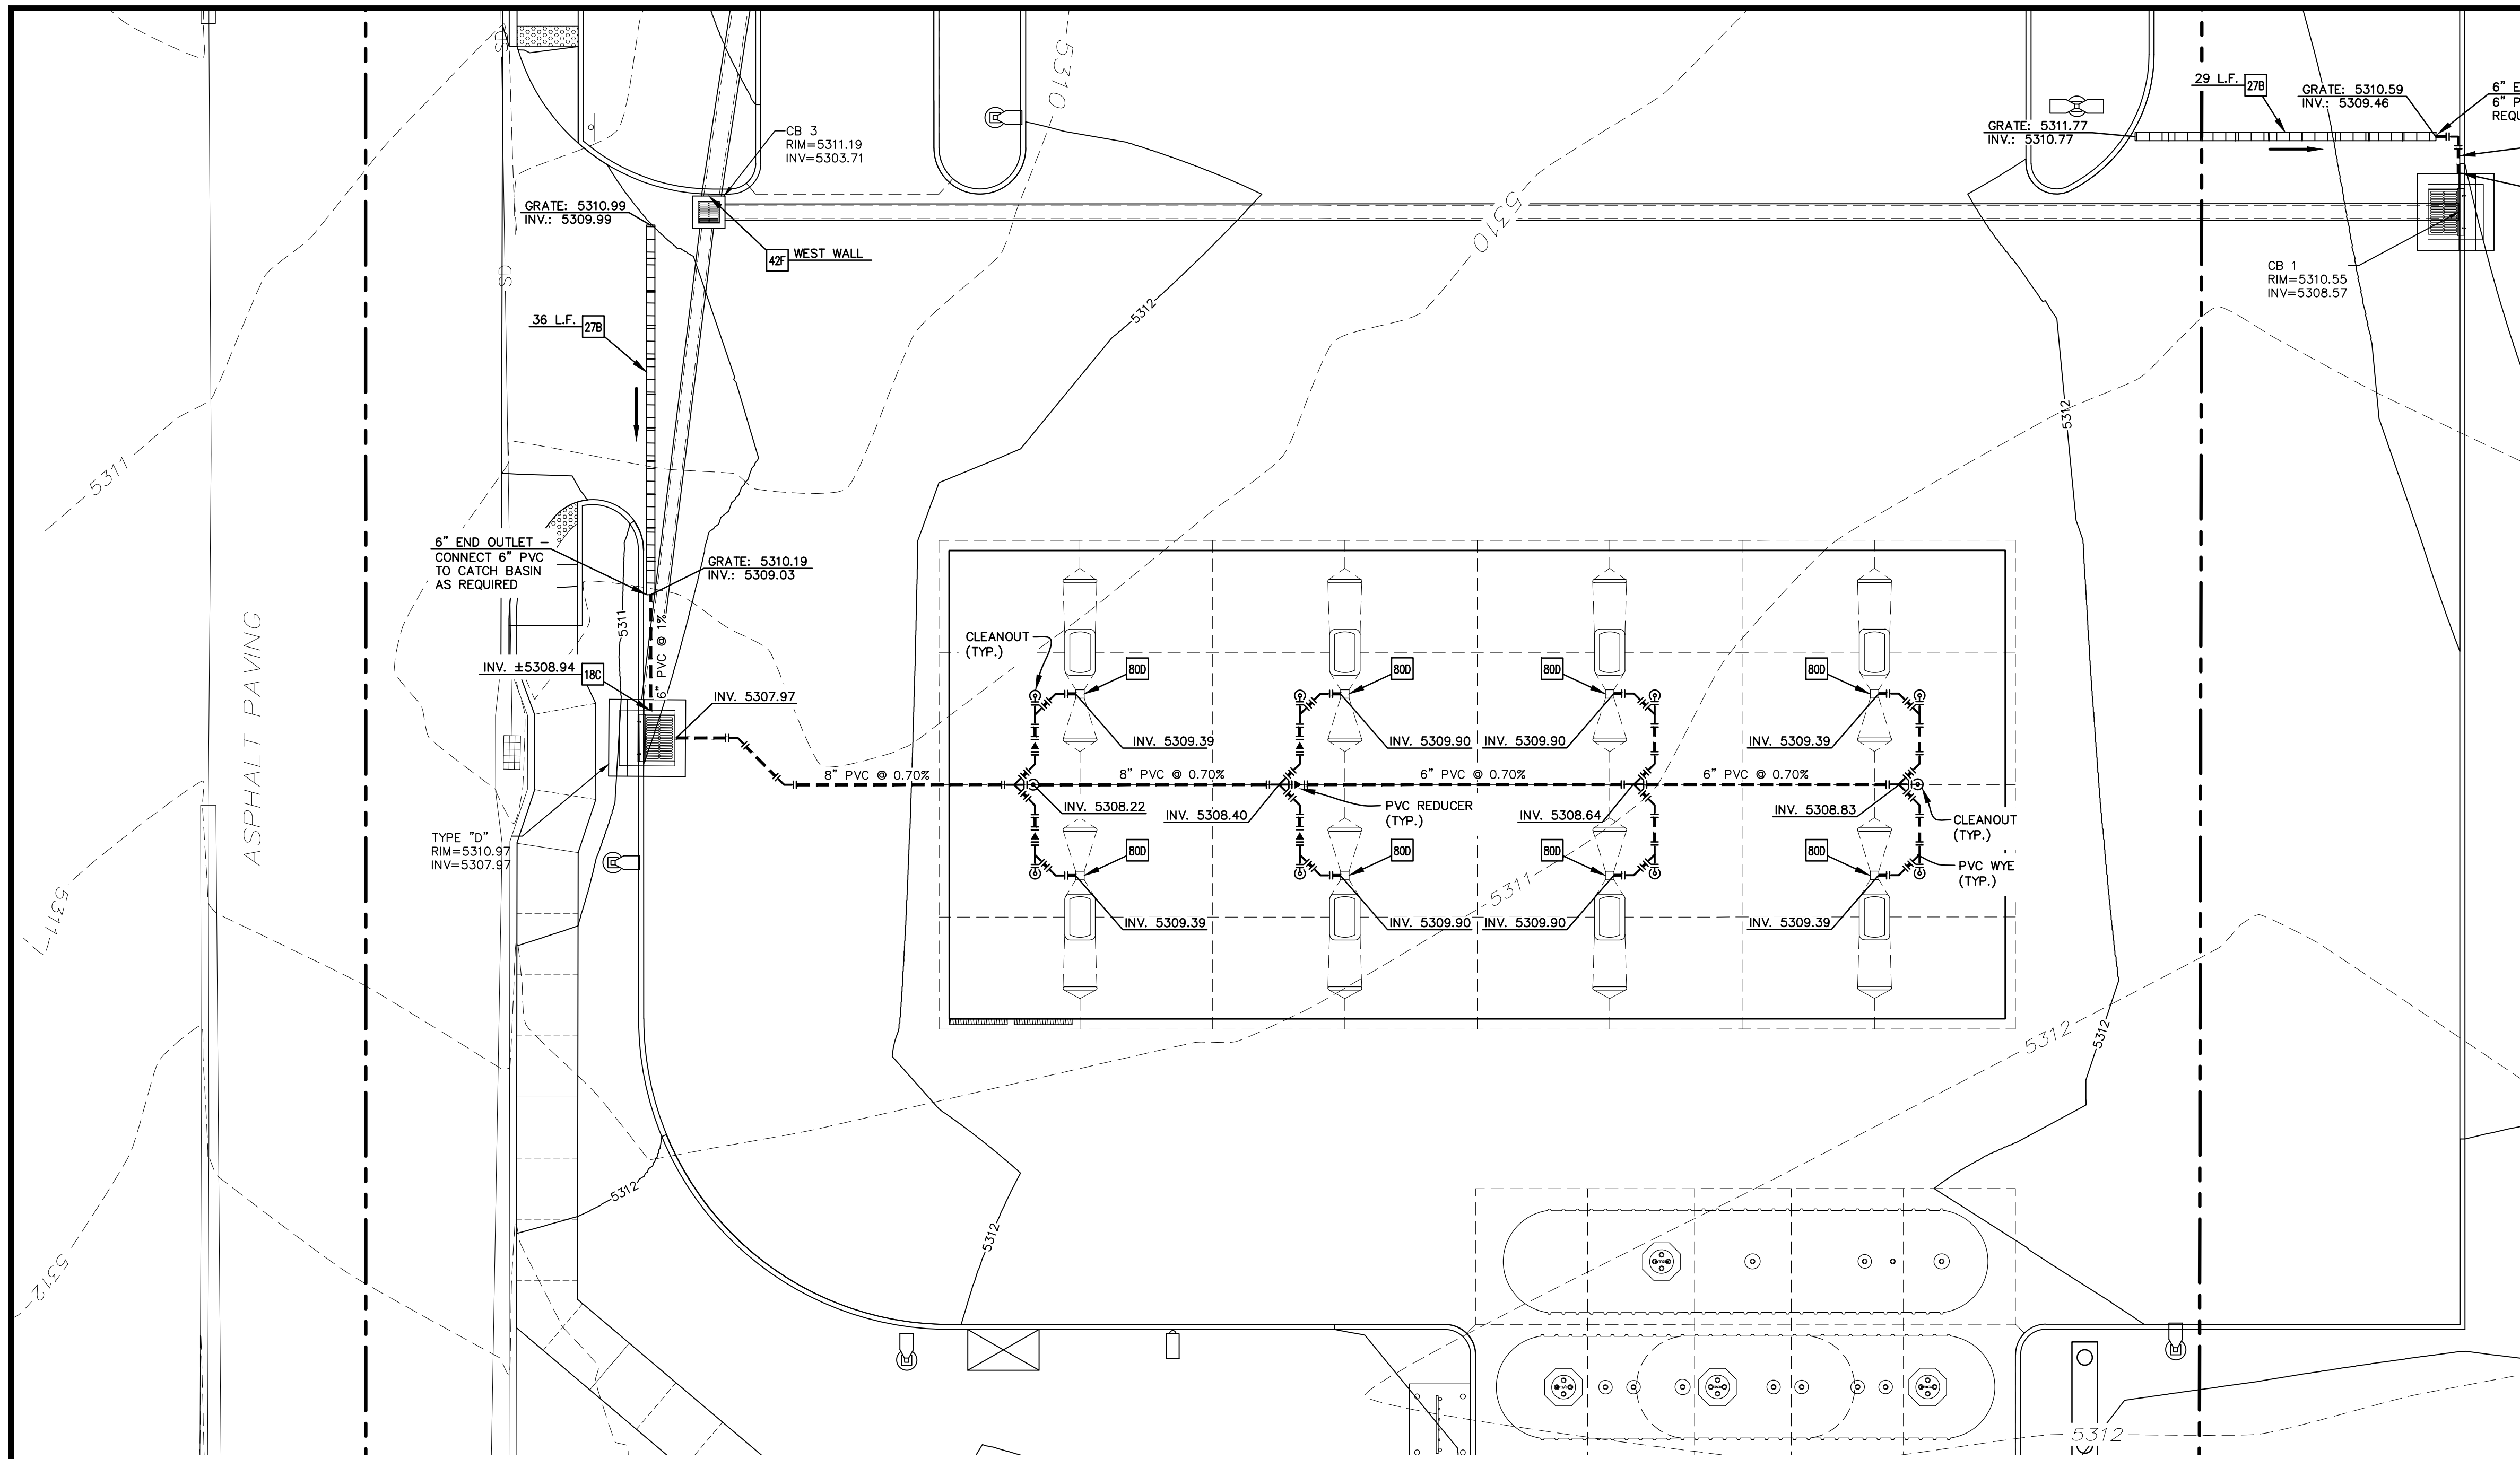 SD
5310
29 L.F. 27B
GRATE: 5310.59
INV.: 5309.46
6" E
6" P
REQU
GRATE: 5311.77
INV.: 5310.77
CB 3
RIM=5311.19
INV=5303.71
GRATE: 5310.99
INV.: 5309.99
5310
42F WEST WALL
SD
CB 1
RIM=5310.55
INV=5308.57
5312
36 L.F. 27B
5312
5311
6" END OUTLET –
CONNECT 6" PVC
TO CATCH BASIN
AS REQUIRED
GRATE: 5310.19
INV.: 5309.03
5311
6" PVC @ 1%
ASPHALT PAVING
CLEANOUT
(TYP.)
INV. ±5308.94 18C
80D
80D
80D
80D
INV. 5307.97
INV. 5309.39
INV. 5309.90
INV. 5309.90
INV. 5309.39
8" PVC @ 0.70%
8" PVC @ 0.70%
6" PVC @ 0.70%
6" PVC @ 0.70%
INV. 5308.22
INV. 5308.40
PVC REDUCER
(TYP.)
INV. 5308.64
INV. 5308.83
CLEANOUT
(TYP.)
TYPE "D"
RIM=5310.97
INV=5307.97
80D
80D
80D
80D
PVC WYE
(TYP.)
5311
5311
INV. 5309.39
INV. 5309.90
INV. 5309.90
INV. 5309.39
5312
5312
5312
5312
5312
5312